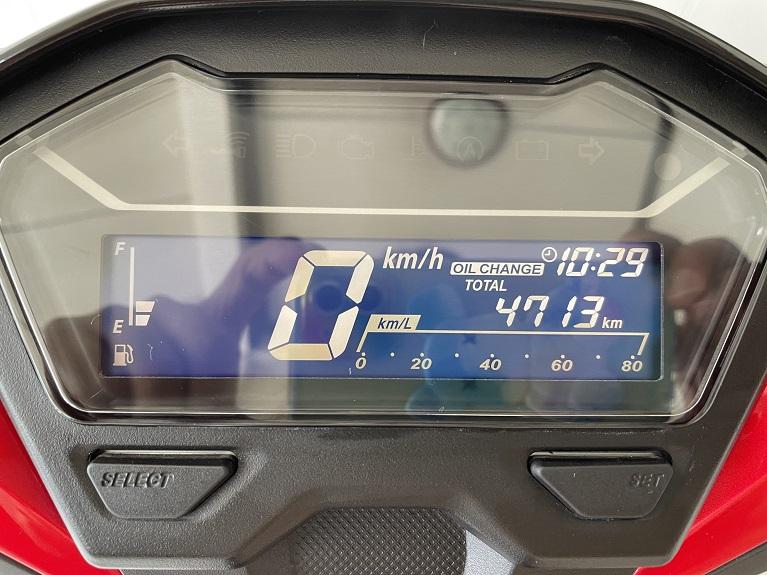 F
E
0 km/h
OIL CHANGE 10:29
TOTAL
4713 km
km/L
0 20 40 60 80
SELECT
SET